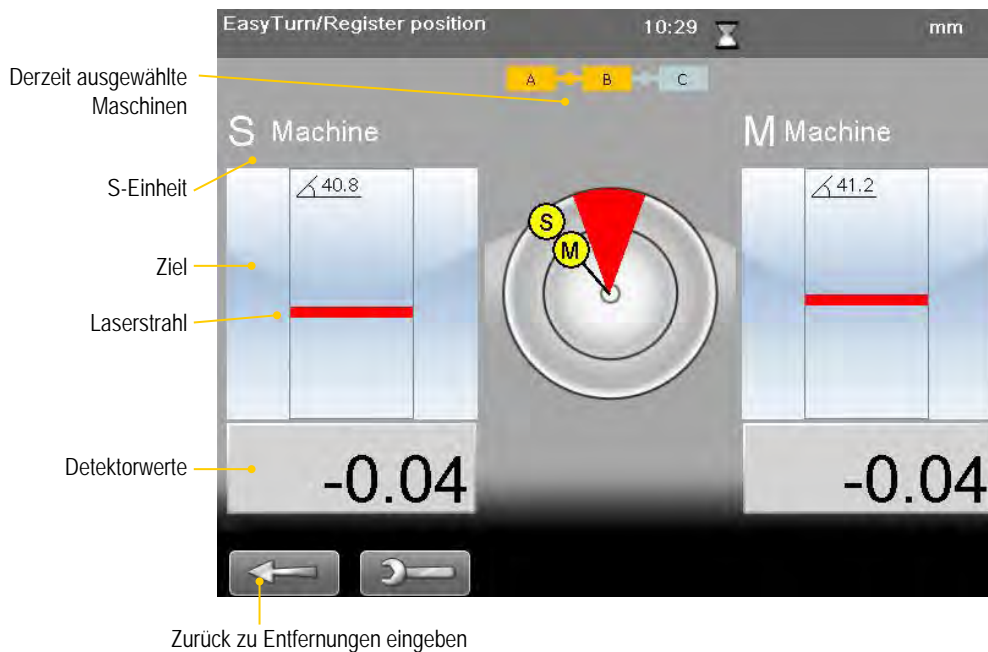 EasyTurn/Register position 10:29 mm
Derzeit ausgewählte
Maschinen
A B C
S Machine
M Machine
S-Einheit
40.8
41.2
S
M
Ziel
Laserstrahl
Detektorwerte
-0.04
-0.04
Zurück zu Entfernungen eingeben